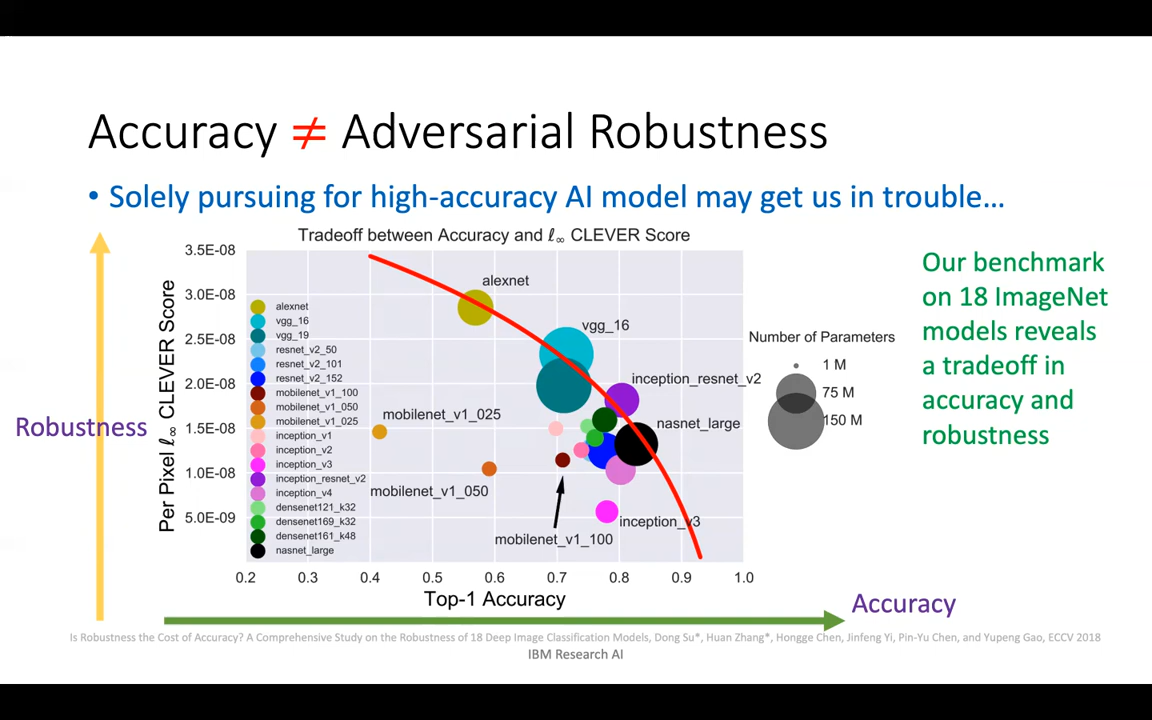 Accuracy ≠ Adversarial Robustness
• Solely pursuing for high-accuracy AI model may get us in trouble…
Tradeoff between Accuracy and ℓ∞ CLEVER Score
Robustness
Per Pixel ℓ∞ CLEVER Score
3.5E-08
3.0E-08
2.5E-08
2.0E-08
1.5E-08
1.0E-08
5.0E-09
alexnet
vgg_16
vgg_19
resnet_v2_50
resnet_v2_101
resnet_v2_152
mobilenet_v1_100
mobilenet_v1_050
mobilenet_v1_025
inception_v1
inception_v2
inception_v3
inception_resnet_v2
inception_v4
densenet121_k32
densenet169_k32
densenet161_k48
nasnet_large
alexnet
vgg_16
inception_resnet_v2
mobilenet_v1_025
nasnet_large
mobilenet_v1_050
inception_v3
mobilenet_v1_100
0.2 0.3 0.4 0.5 0.6 0.7 0.8 0.9 1.0
Top-1 Accuracy
Number of Parameters
1 M
75 M
150 M
Our benchmark
on 18 ImageNet
models reveals
a tradeoff in
accuracy and
robustness
Accuracy
Is Robustness the Cost of Accuracy? A Comprehensive Study on the Robustness of 18 Deep Image Classification Models, Dong Su*, Huan Zhang*, Hongge Chen, Jinfeng Yi, Pin-Yu Chen, and Yupeng Gao, ECCV 2018
IBM Research AI